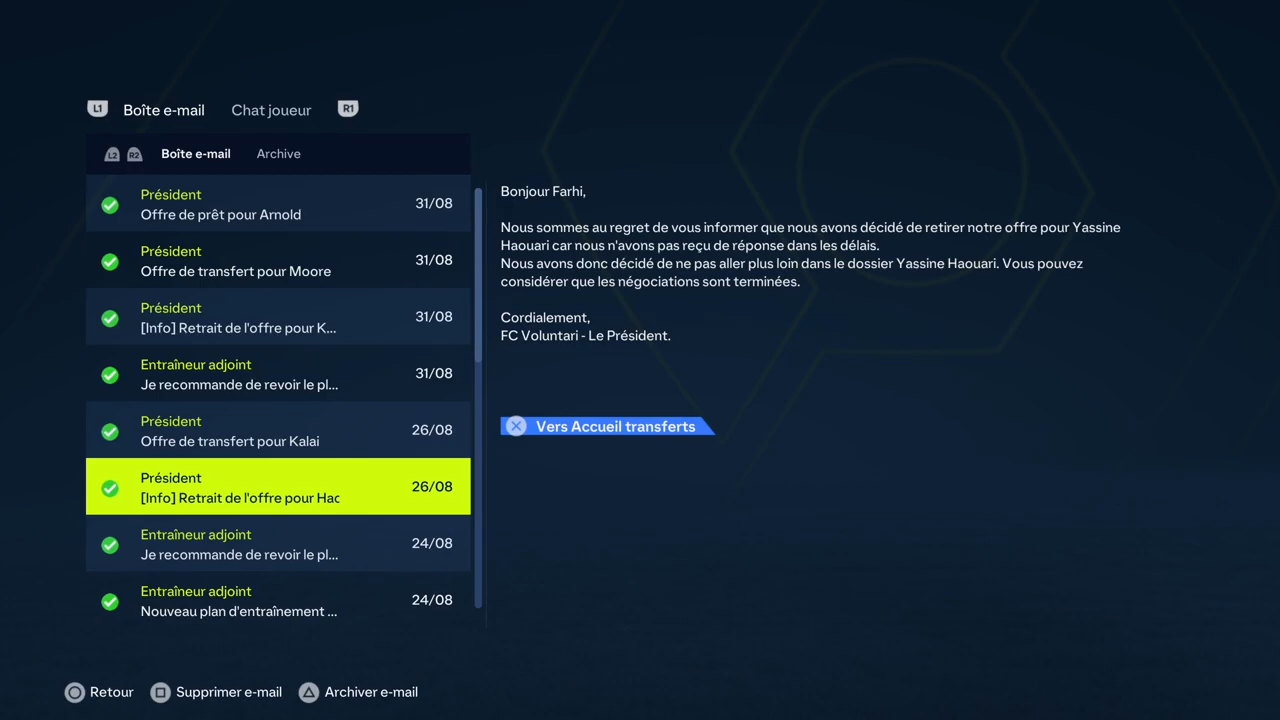 L1 Boîte e-mail Chat joueur R1
L2 R2 Boîte e-mail Archive
Président
Offre de prêt pour Arnold
31/08
Président
Offre de transfert pour Moore
31/08
Président
[Info] Retrait de l'offre pour K...
31/08
Entraîneur adjoint
Je recommande de revoir le pl...
31/08
Président
Offre de transfert pour Kalai
26/08
Président
[Info] Retrait de l'offre pour Hac
26/08
Entraîneur adjoint
Je recommande de revoir le pl...
24/08
Entraîneur adjoint
Nouveau plan d'entraînement ...
24/08
Bonjour Farhi,
Nous sommes au regret de vous informer que nous avons décidé de retirer notre offre pour Yassine
Haouari car nous n'avons pas reçu de réponse dans les délais.
Nous avons donc décidé de ne pas aller plus loin dans le dossier Yassine Haouari. Vous pouvez
considérer que les négociations sont terminées.
Cordialement,
FC Voluntari - Le Président.
Vers Accueil transferts
Retour Supprimer e-mail Archiver e-mail